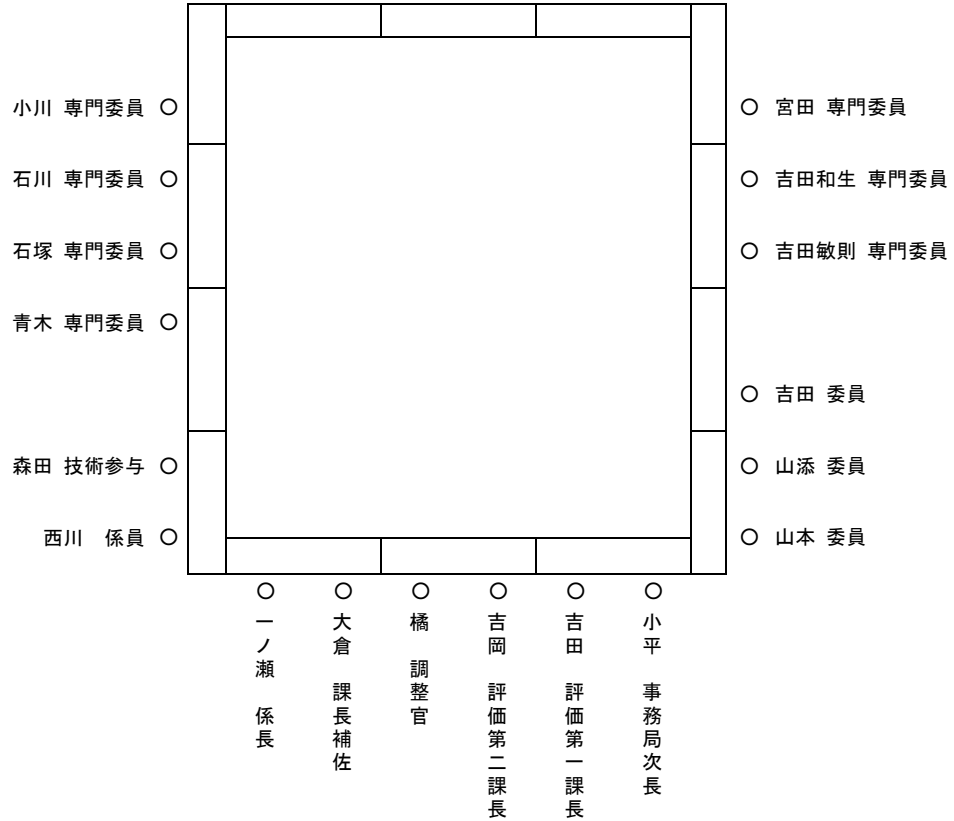 小川 専門委員 ○
石川 専門委員 ○
石塚 専門委員 ○
青木 専門委員 ○
森田 技術参与 ○
西川 係員 ○
○ 宮田 専門委員
○ 吉田和生 専門委員
○ 吉田敏則 専門委員
○ 吉田 委員
○ 山添 委員
○ 山本 委員
○ 一ノ瀬 係長
○ 大倉 課長補佐
○ 橘 調整官
○ 吉岡 評価第二課長
○ 吉田 評価第一課長
○ 小平 事務局次長